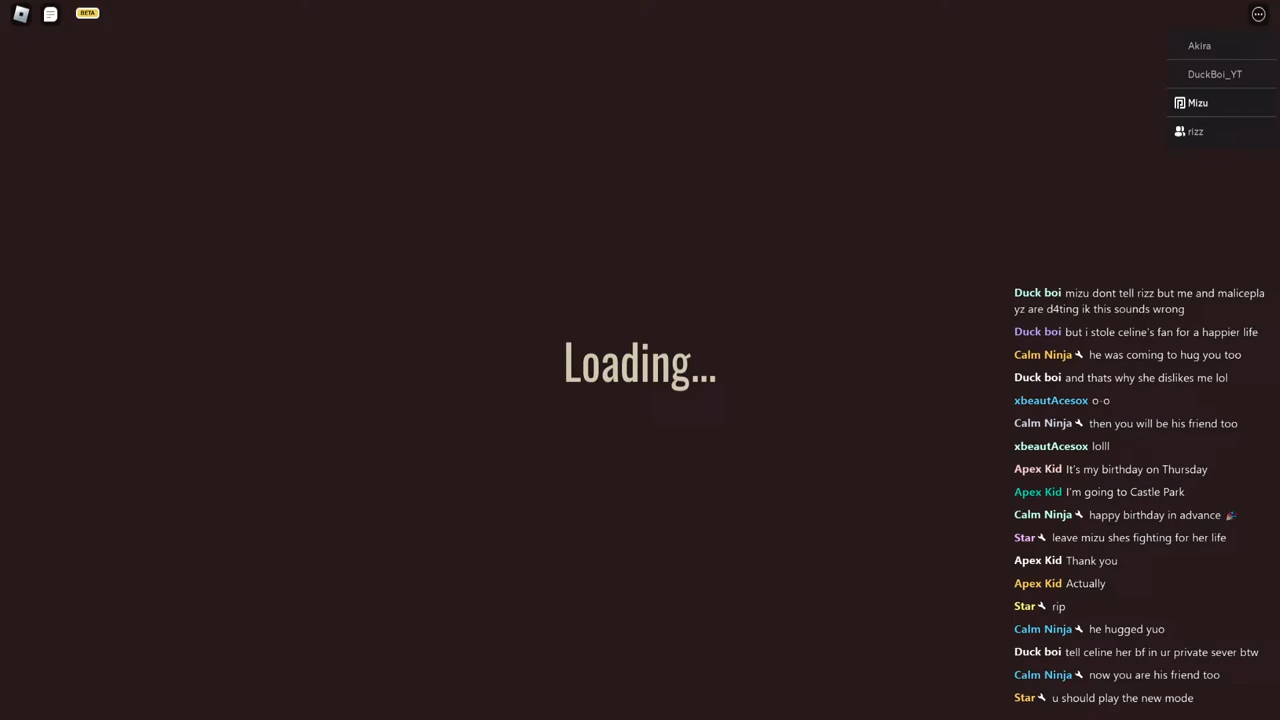 BETA
Akira
DuckBoi_YT
Mizu
rizz
Loading...
Duck boi mizu dont tell rizz but me and malicepla
yz are d4ting ik this sounds wrong
Duck boi but i stole celine's fan for a happier life
Calm Ninja he was coming to hug you too
Duck boi and thats why she dislikes me lol
xbeautAcesox o-o
Calm Ninja then you will be his friend too
xbeautAcesox lolll
Apex Kid It's my birthday on Thursday
Apex Kid I'm going to Castle Park
Calm Ninja happy birthday in advance 🎉
Star leave mizu shes fighting for her life
Apex Kid Thank you
Apex Kid Actually
Star rip
Calm Ninja he hugged yuo
Duck boi tell celine her bf in ur private sever btw
Calm Ninja now you are his friend too
Star u should play the new mode